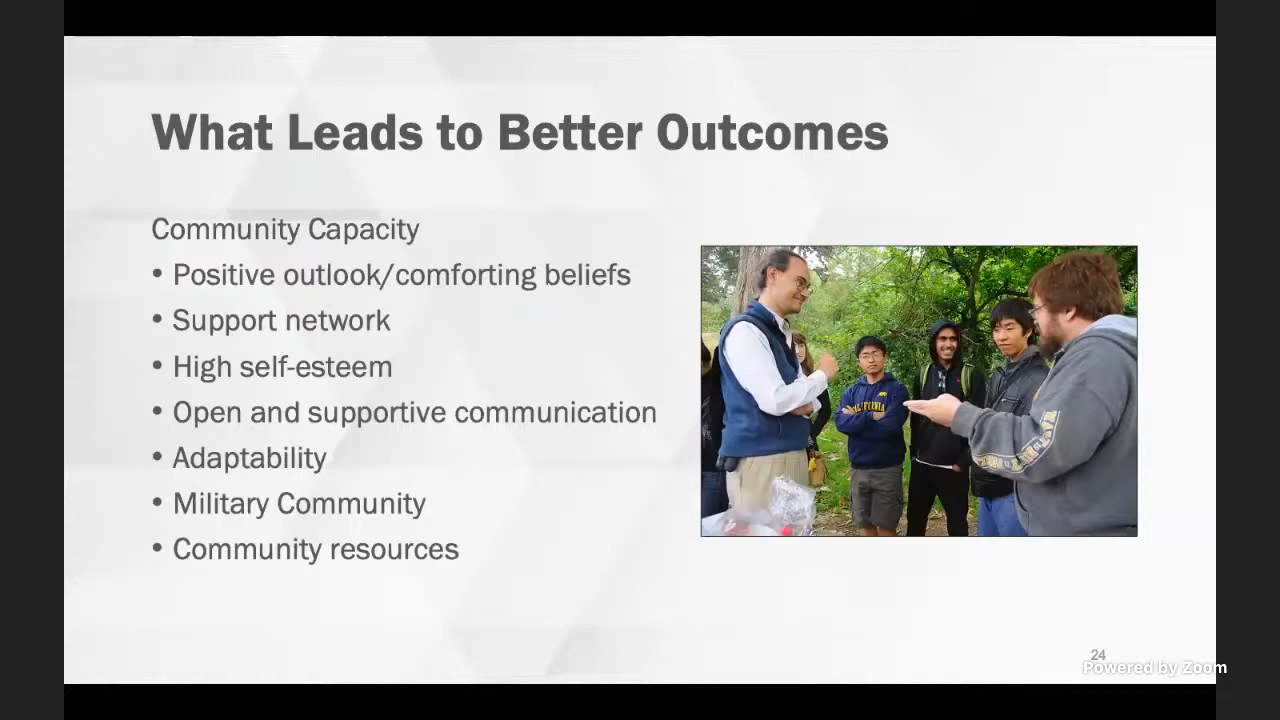 What Leads to Better Outcomes
Community Capacity
• Positive outlook/comforting beliefs
• Support network
• High self-esteem
• Open and supportive communication
• Adaptability
• Military Community
• Community resources
CALIFORNIA
24
Powered by Zoom